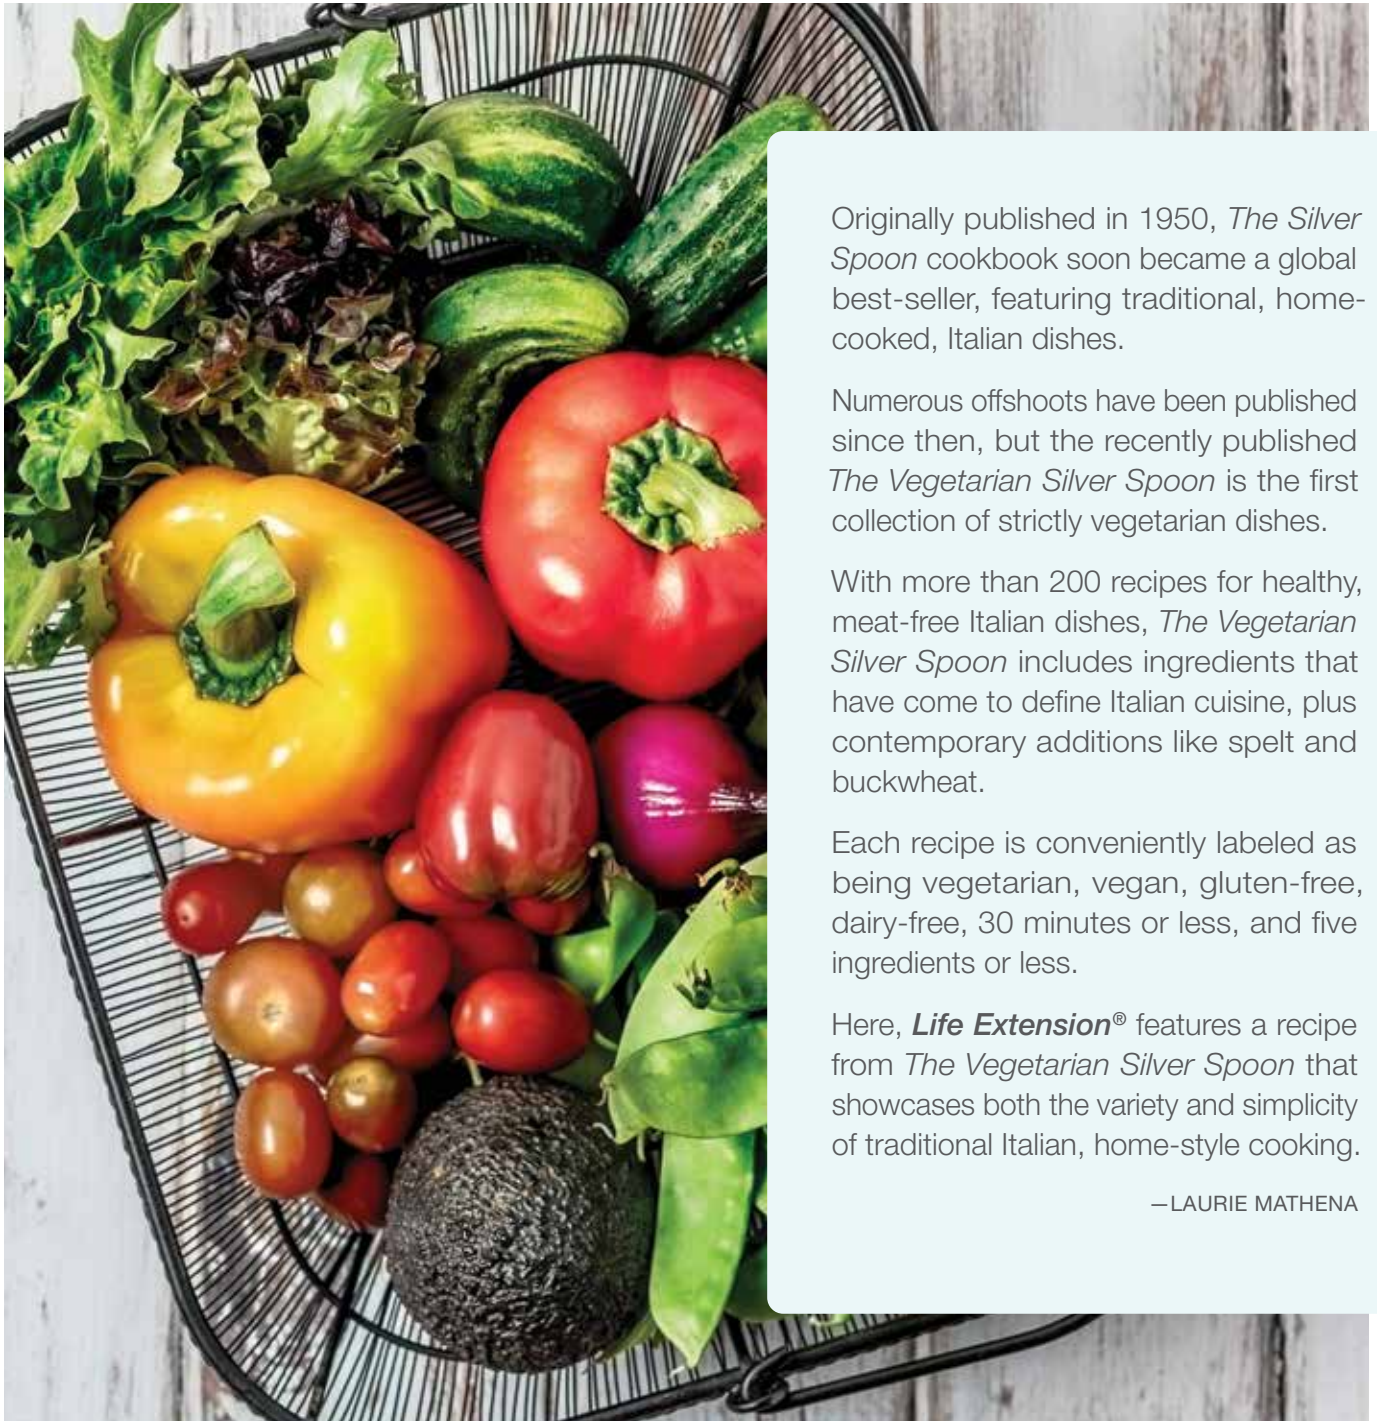 Originally published in 1950, The Silver
Spoon cookbook soon became a global
best-seller, featuring traditional, home-
cooked, Italian dishes.
Numerous offshoots have been published
since then, but the recently published
The Vegetarian Silver Spoon is the first
collection of strictly vegetarian dishes.
With more than 200 recipes for healthy,
meat-free Italian dishes, The Vegetarian
Silver Spoon includes ingredients that
have come to define Italian cuisine, plus
contemporary additions like spelt and
buckwheat.
Each recipe is conveniently labeled as
being vegetarian, vegan, gluten-free,
dairy-free, 30 minutes or less, and five
ingredients or less.
Here, Life Extension® features a recipe
from The Vegetarian Silver Spoon that
showcases both the variety and simplicity
of traditional Italian, home-style cooking.
—LAURIE MATHENA